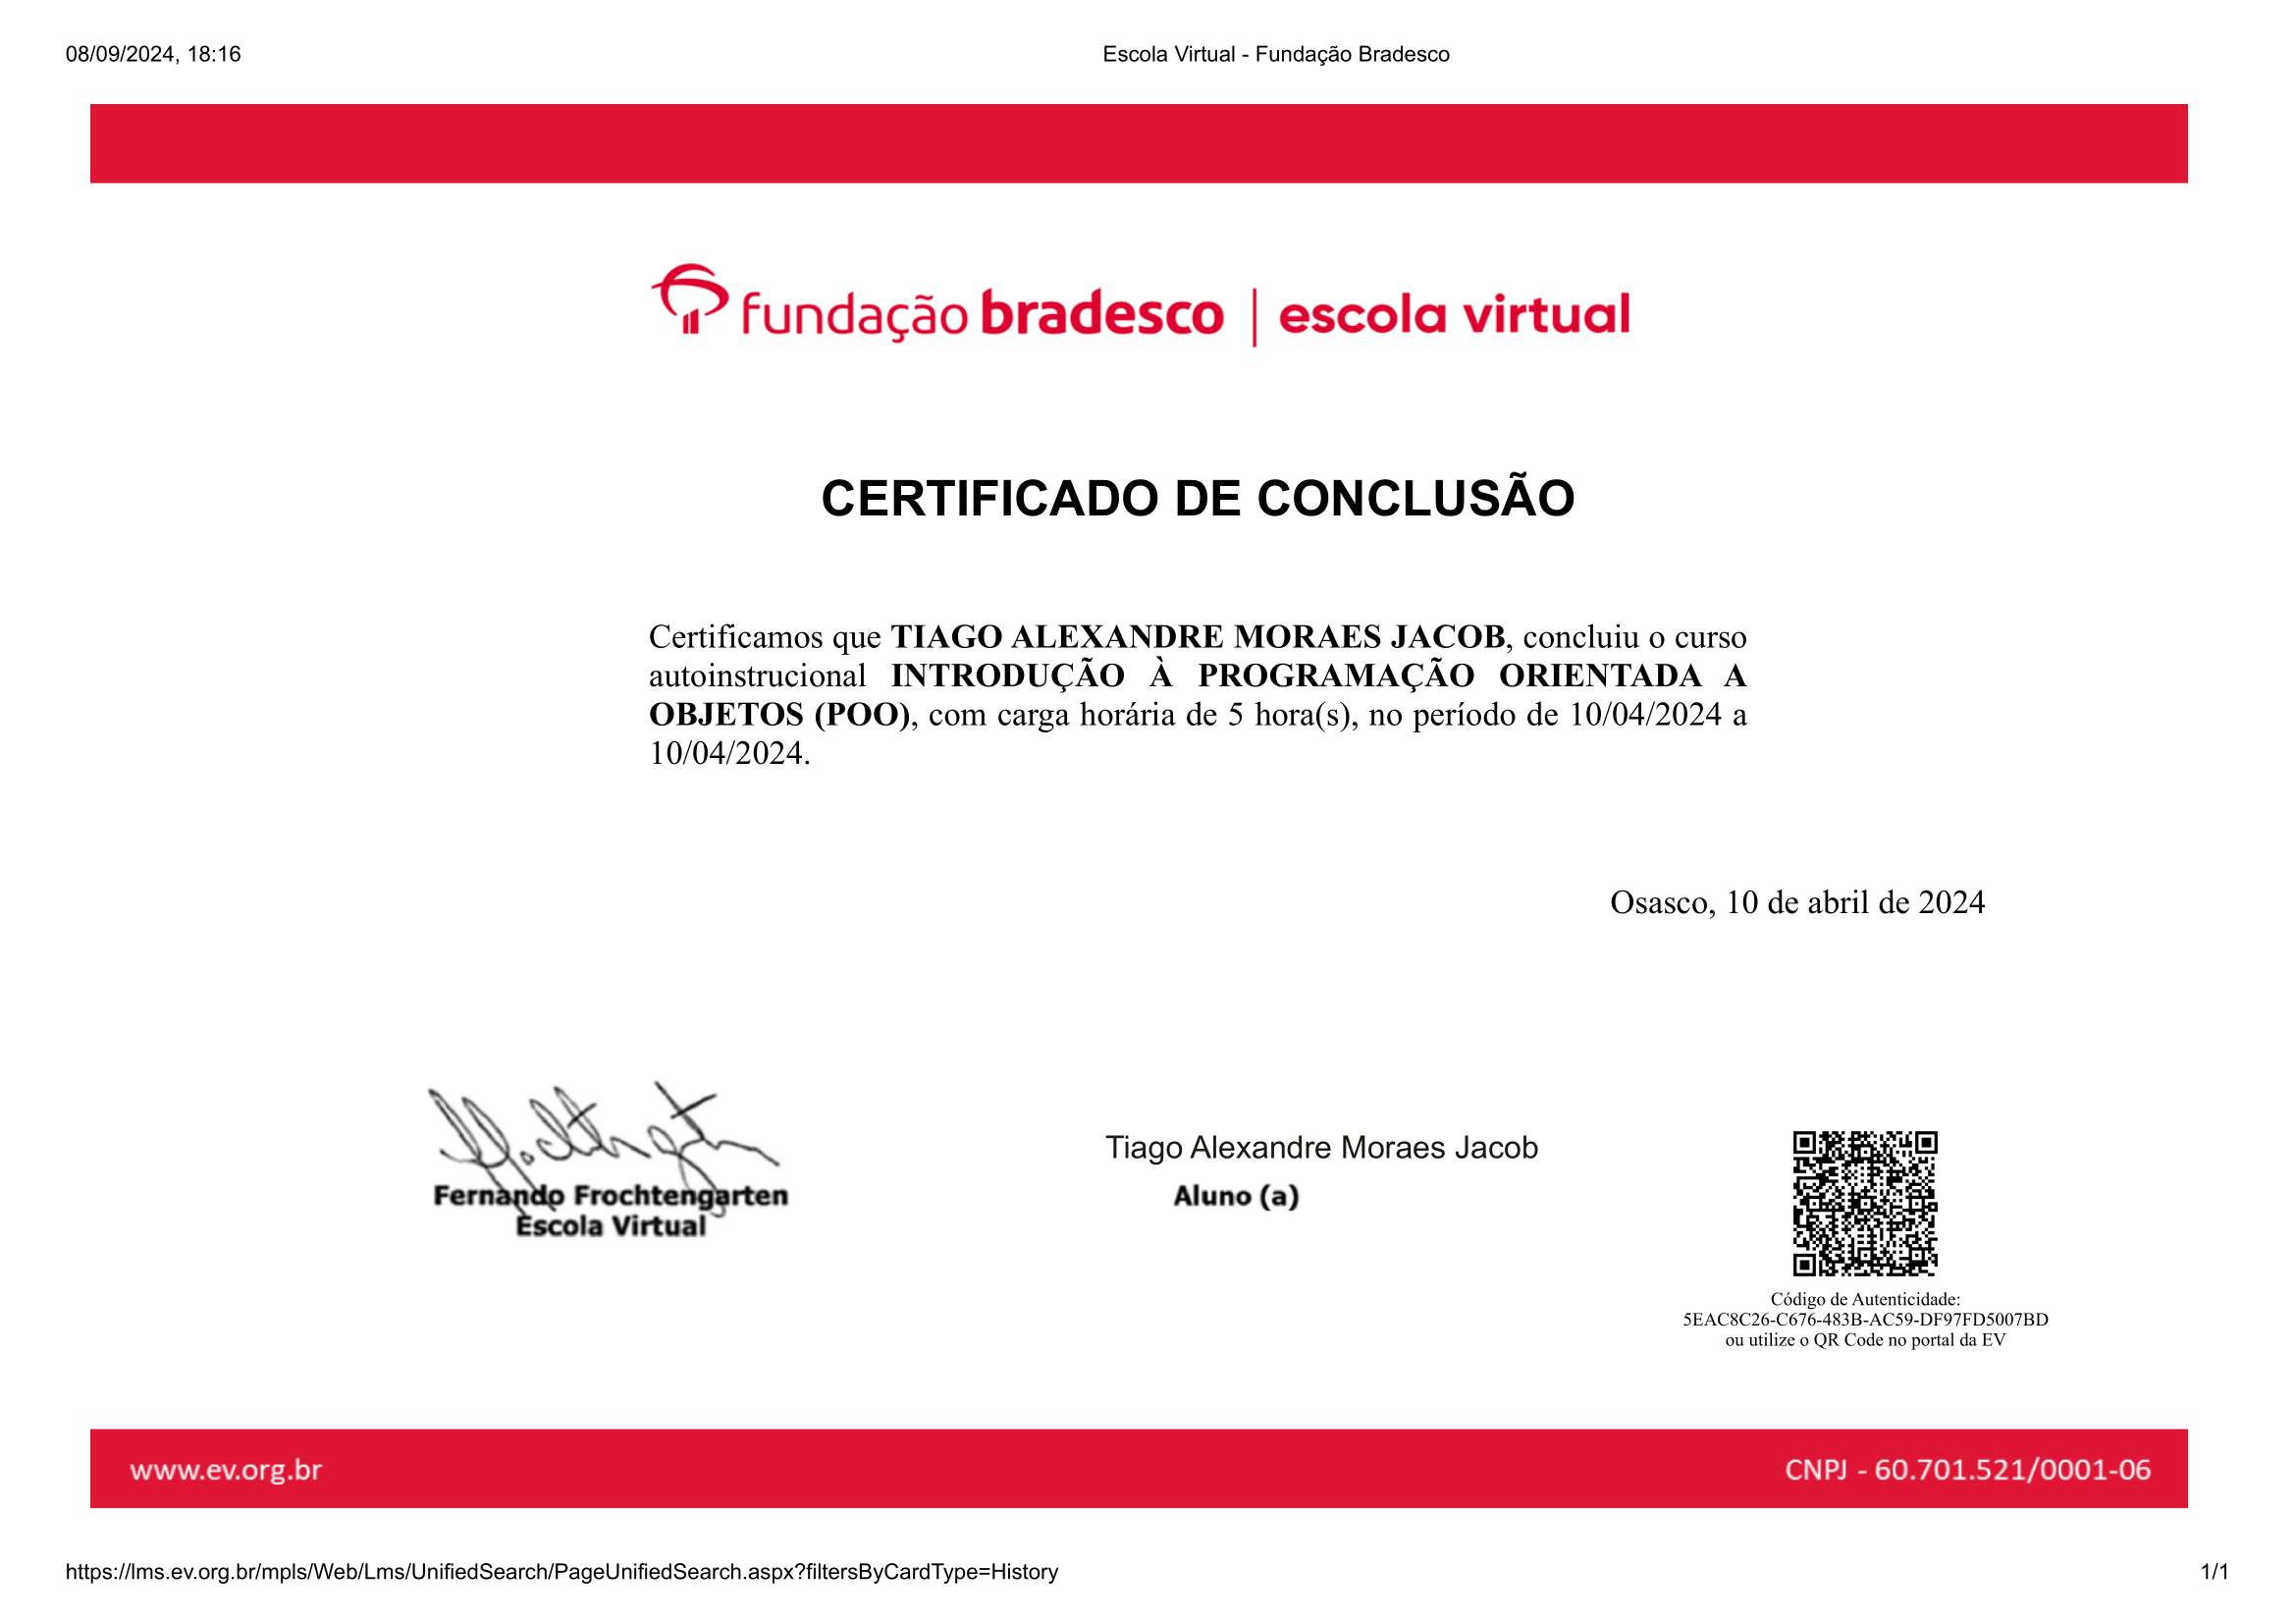 08/09/2024, 18:16
Escola Virtual - Fundação Bradesco
fundação bradesco | escola virtual
CERTIFICADO DE CONCLUSÃO
Certificamos que TIAGO ALEXANDRE MORAES JACOB, concluiu o curso
autoinstrucional INTRODUÇÃO À PROGRAMAÇÃO ORIENTADA A
OBJETOS (POO), com carga horária de 5 hora(s), no período de 10/04/2024 a
10/04/2024.
Osasco, 10 de abril de 2024
Fernando Frochtengarten
Escola Virtual
Tiago Alexandre Moraes Jacob
Aluno (a)
Código de Autenticidade:
5EAC8C26-C676-483B-AC59-DF97FD5007BD
ou utilize o QR Code no portal da EV
www.ev.org.br
CNPJ - 60.701.521/0001-06
https://lms.ev.org.br/mpls/Web/Lms/UnifiedSearch/PageUnifiedSearch.aspx?filtersByCardType=History
1/1